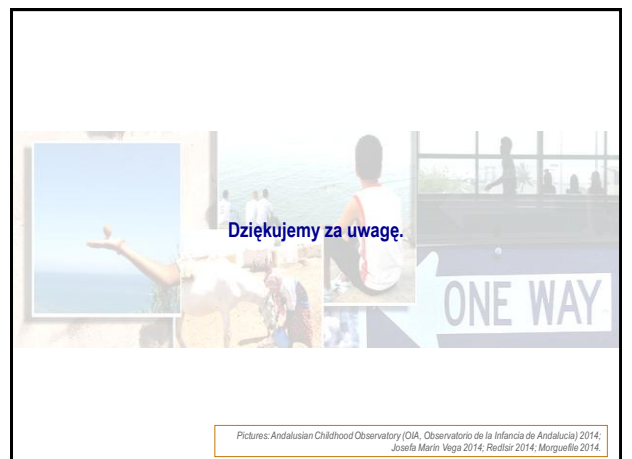 Dziękujemy za uwagę.
ONE WAY
Pictures: Andalusian Childhood Observatory (OIA, Observatorio de la Infancia de Andalucía) 2014;
Josefa Marín Vega 2014; RedIsir 2014; Morguefile 2014.